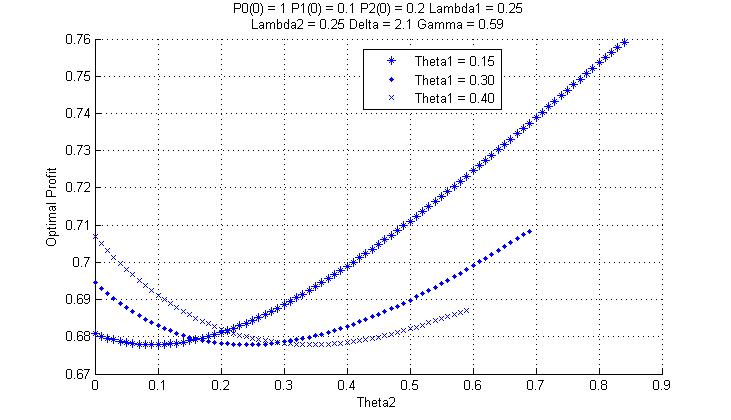 P0(0) = 1 P1(0) = 0.1 P2(0) = 0.2 Lambda1 = 0.25
Lambda2 = 0.25 Delta = 2.1 Gamma = 0.59
0.76
0.75
0.74
0.73
0.72
0.71
0.7
0.69
0.68
0.67
Optimal Profit
Theta1 = 0.15
Theta1 = 0.30
Theta1 = 0.40
0 0.1 0.2 0.3 0.4 0.5 0.6 0.7 0.8 0.9
Theta2